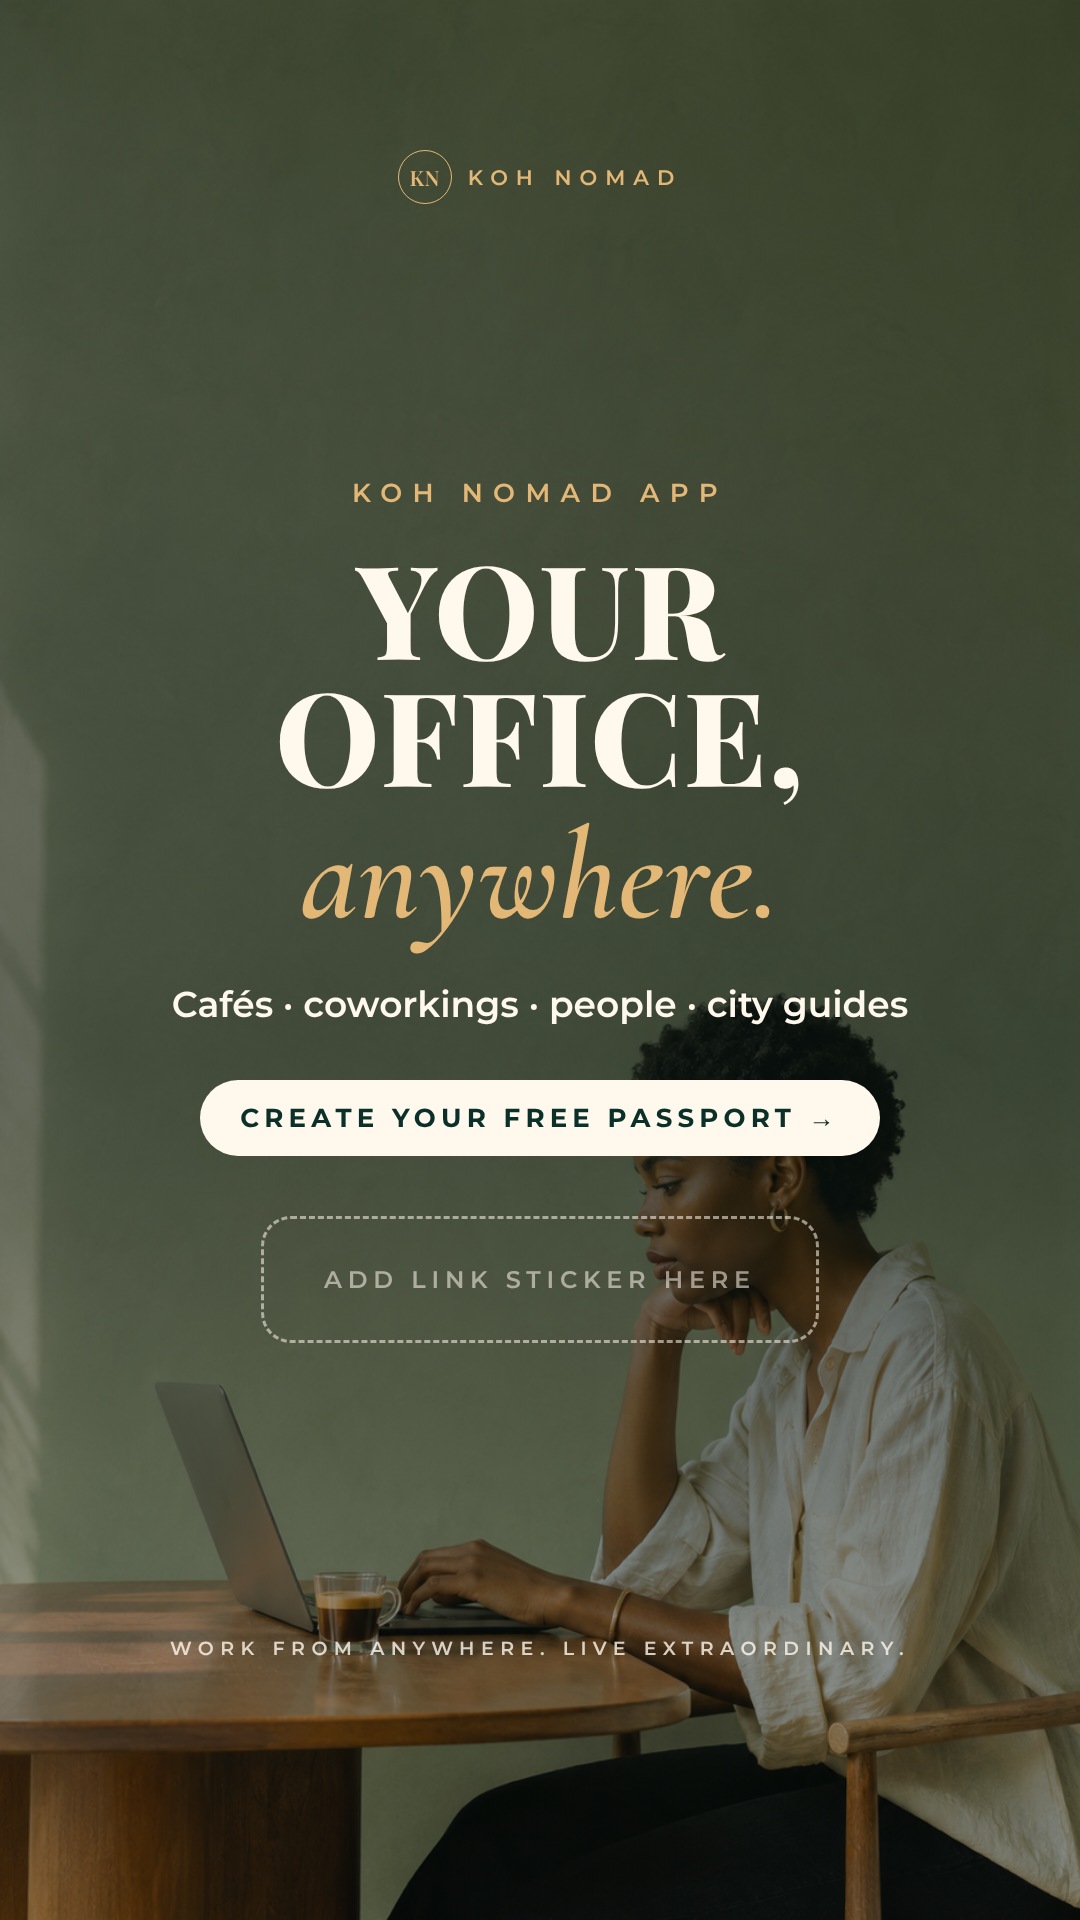 KN KOH NOMAD
KOH NOMAD APP
YOUR
OFFICE,
anywhere.
Cafés · coworkings · people · city guides
CREATE YOUR FREE PASSPORT →
ADD LINK STICKER HERE
WORK FROM ANYWHERE. LIVE EXTRAORDINARY.